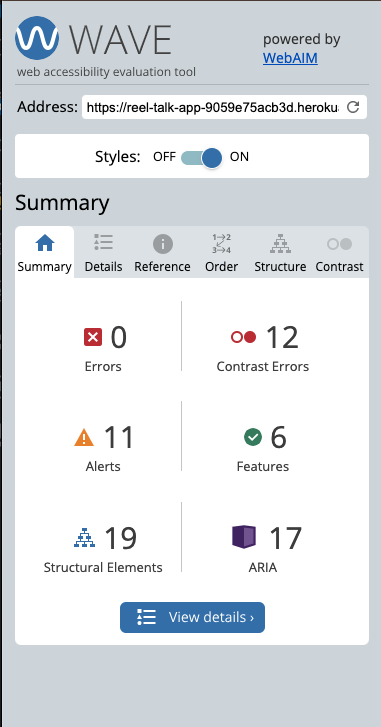 WAVE
powered by
WebAIM
web accessibility evaluation tool
Address: https://reel-talk-app-9059e75acb3d.heroku
Styles: OFF ON
Summary
Summary Details Reference Order Structure Contrast
0 12
Errors Contrast Errors
11 6
Alerts Features
19 17
Structural Elements ARIA
View details ›